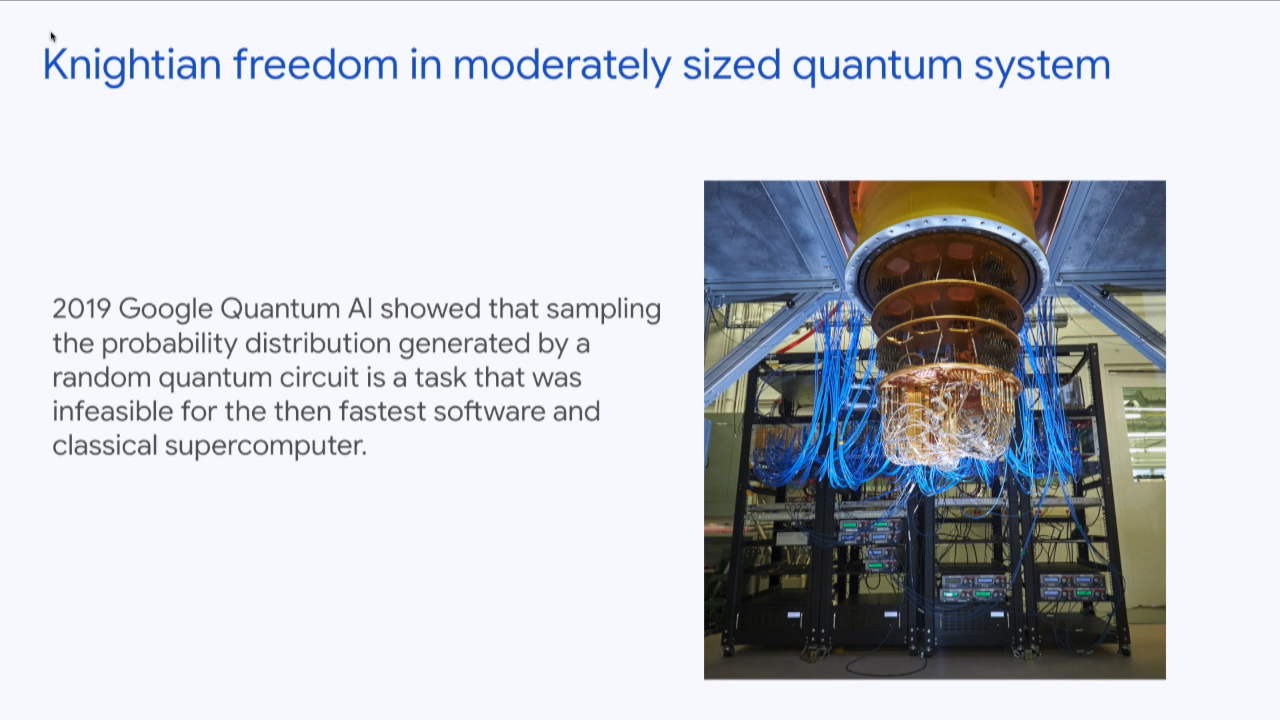 Knightian freedom in moderately sized quantum system
2019 Google Quantum AI showed that sampling
the probability distribution generated by a
random quantum circuit is a task that was
infeasible for the then fastest software and
classical supercomputer.